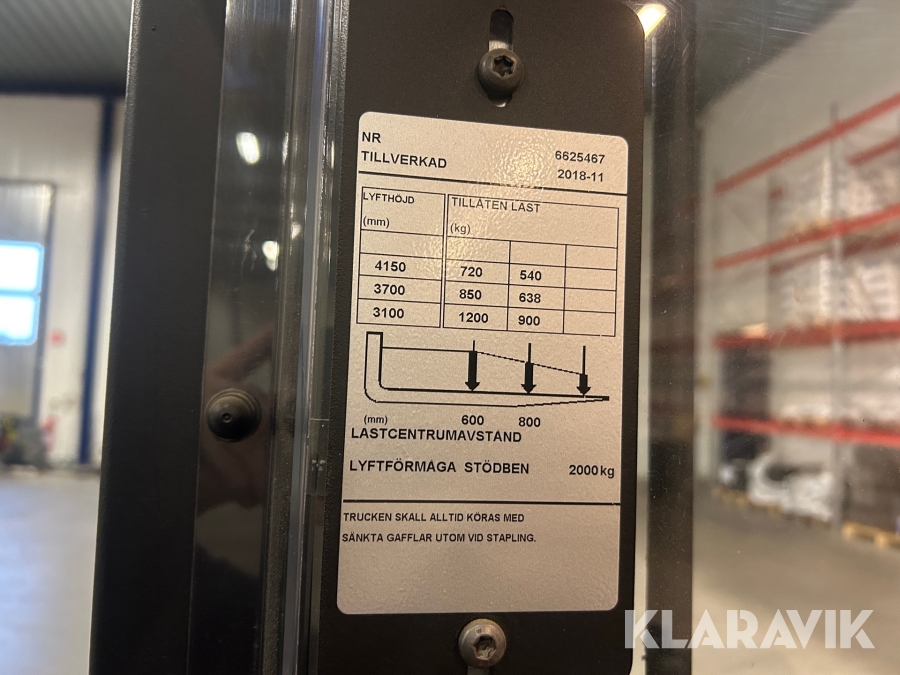 NR 6625467
TILLVERKAD 2018-11
LYFTHÖJD TILLÅTEN LAST
(mm) (kg)
4150 720 540
3700 850 638
3100 1200 900
(mm) 600 800
LASTCENTRUMAVSTAND
LYFTFÖRMÅGA STÖDBEN 2000 kg
TRUCKEN SKALL ALLTID KÖRAS MED
SÄNKTA GAFFLAR UTOM VID STAPLING.
KLARAVIK